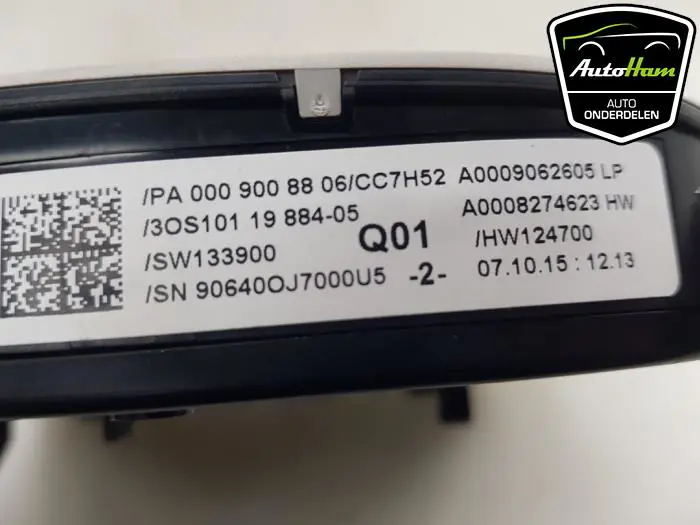 AutoHam
AUTO
ONDERDELEN
/PA 000 900 88 06/CC7H52 A0009062605 LP
/3OS101 19 884-05 A0008274623 HW
/SW133900 Q01 /HW124700
/SN 90640OJ7000U5 -2- 07.10.15 : 12.13